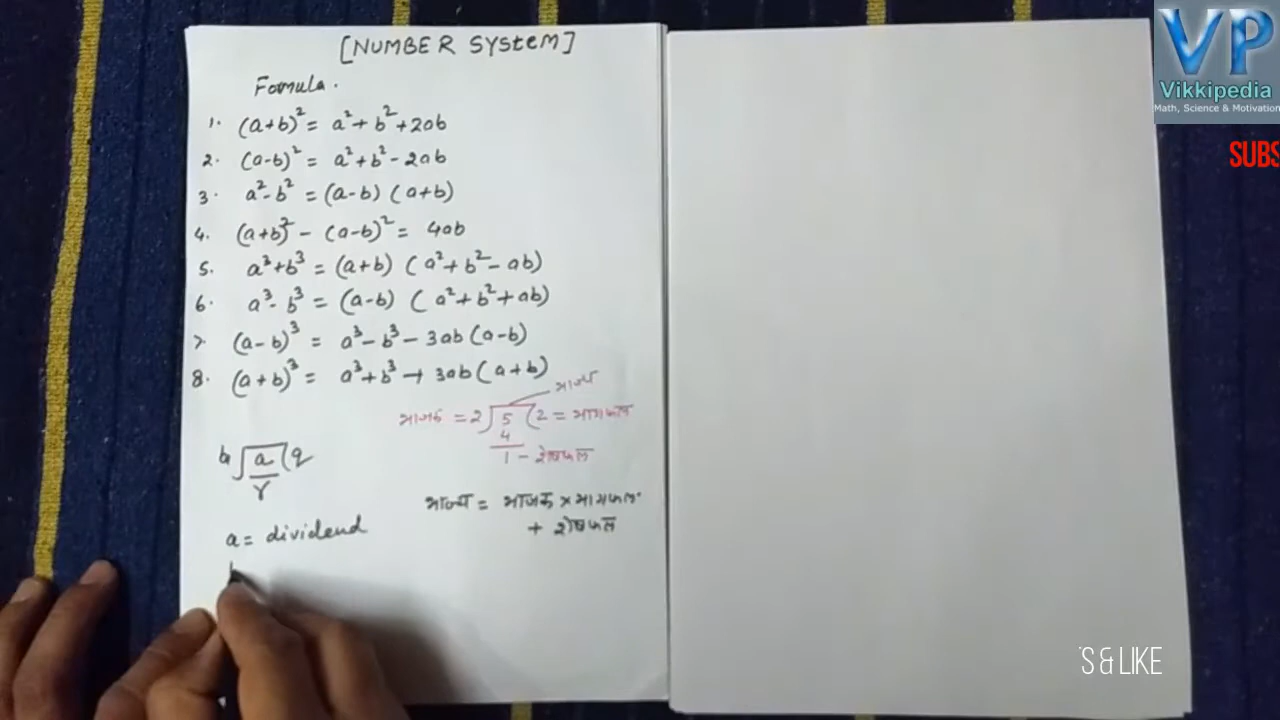 [NUMBER SYSTEM]
Formula.
1. (a+b)² = a² + b² + 2ab
2. (a-b)² = a² + b² - 2ab
3. a² - b² = (a-b) (a+b)
4. (a+b)² - (a-b)² = 4ab
5. a³ + b³ = (a+b) (a² + b² - ab)
6. a³ - b³ = (a-b) (a² + b² + ab)
7. (a-b)³ = a³ - b³ - 3ab (a-b)
8. (a+b)³ = a³ + b³ + 3ab (a+b)
भाज्य
भाजक = 2 ) 5 ( 2 = भागफल
4
1 - शेषफल
b ) a ( q
r
भाज्य = भाजक × भागफल
+ शेषफल
a = dividend
VP
Vikkipedia
Math, Science & Motivation
SUBS
S & LIKE